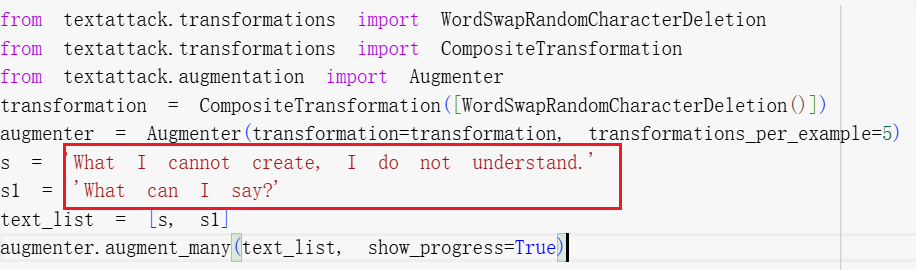 from textattack.transformations import WordSwapRandomCharacterDeletion
from textattack.transformations import CompositeTransformation
from textattack.augmentation import Augmenter
transformation = CompositeTransformation([WordSwapRandomCharacterDeletion()])
augmenter = Augmenter(transformation=transformation, transformations_per_example=5)
s = 'What I cannot create, I do not understand.'
s1 = 'What can I say?'
text_list = [s, s1]
augmenter.augment_many(text_list, show_progress=True)